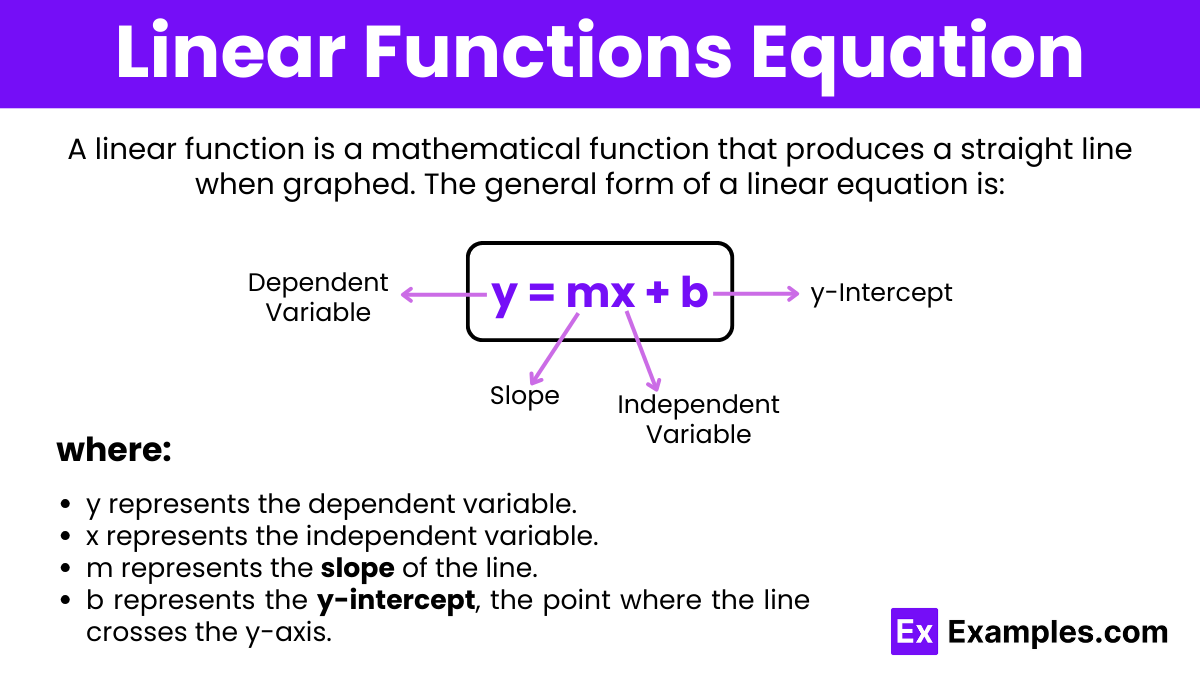 Linear Functions Equation
A linear function is a mathematical function that produces a straight line
when graphed. The general form of a linear equation is:
Dependent
Variable
y = mx + b
y-Intercept
Slope
Independent
Variable
where:
• y represents the dependent variable.
• x represents the independent variable.
• m represents the slope of the line.
• b represents the y-intercept, the point where the line
crosses the y-axis.
Ex Examples.com